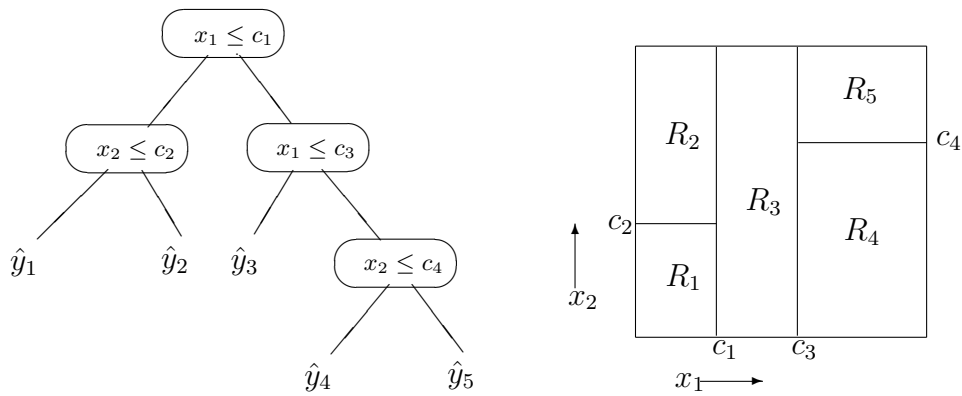 x₁ ≤ c₁
x₂ ≤ c₂
x₁ ≤ c₃
ŷ₁
ŷ₂
ŷ₃
x₂ ≤ c₄
ŷ₄
ŷ₅
R₅
R₂
c₄
R₃
c₂
R₄
R₁
x₂
c₁
c₃
x₁